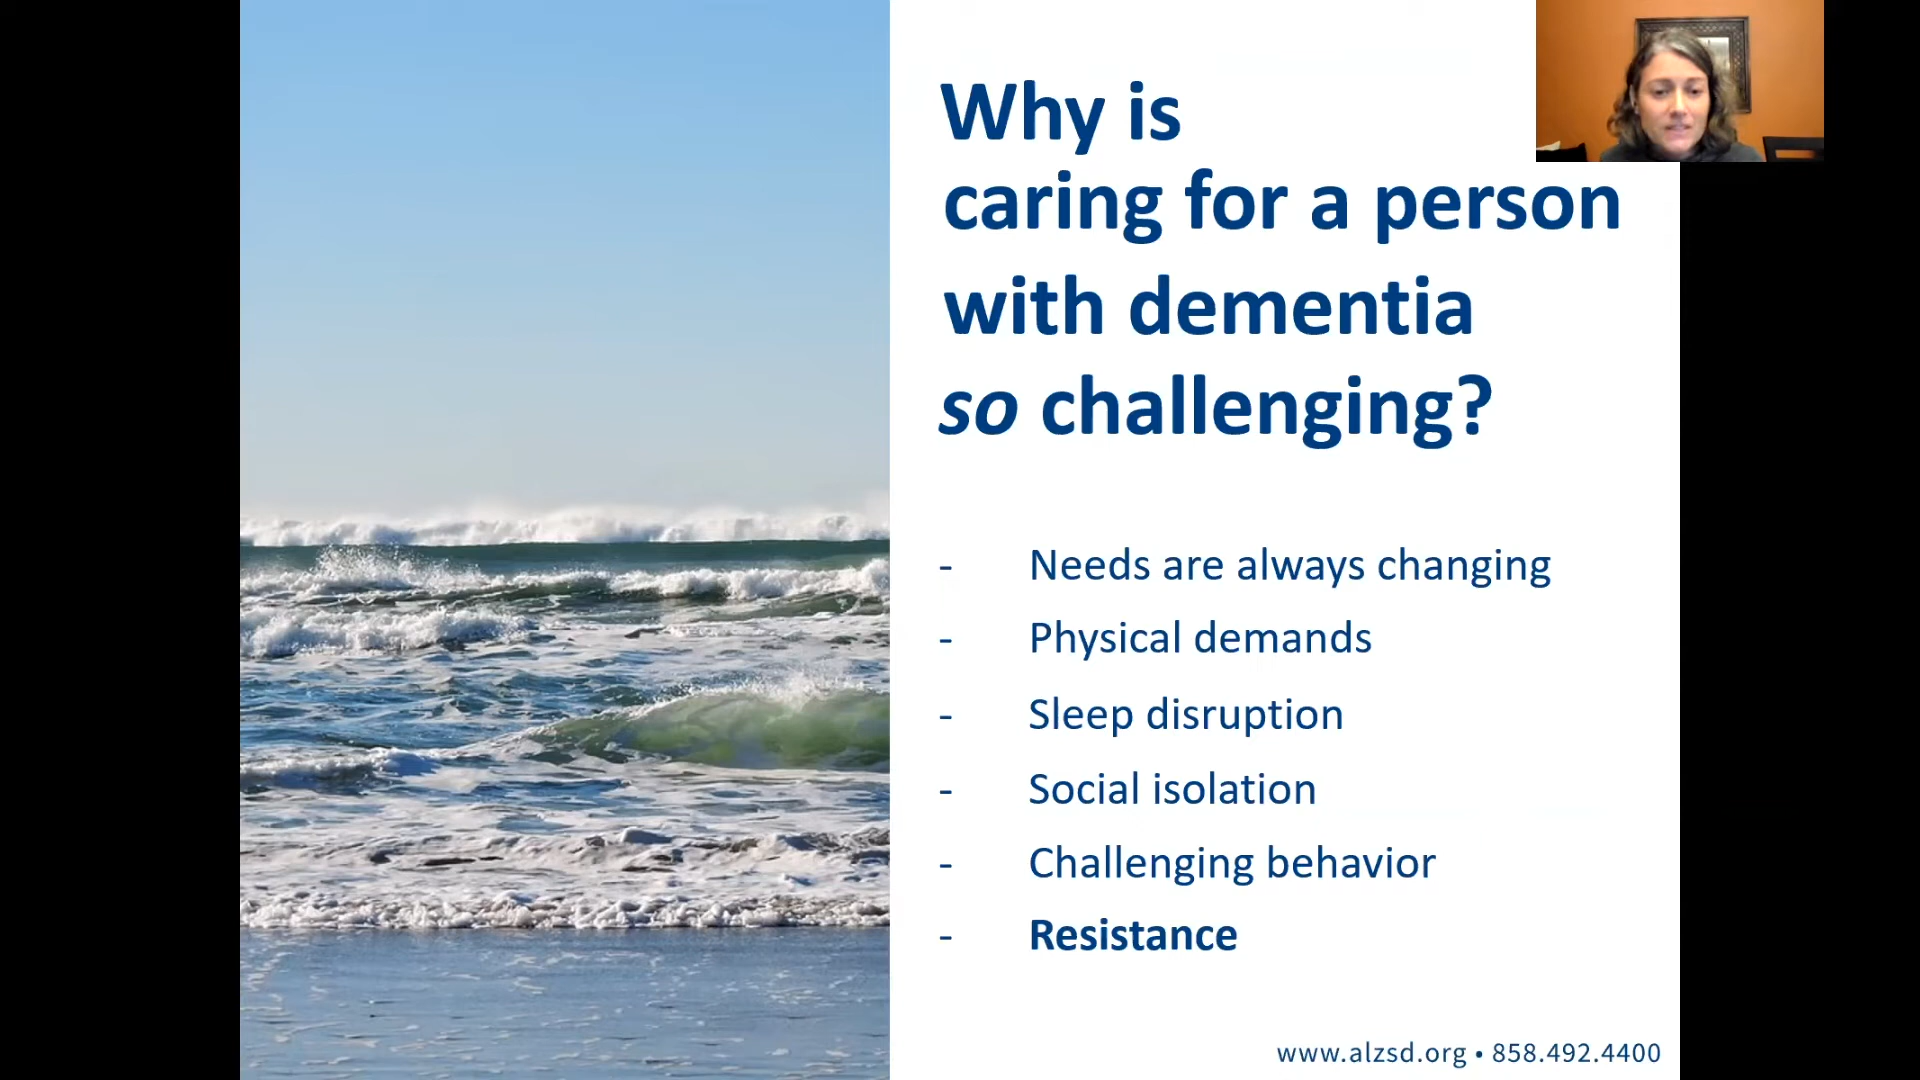 Why is
caring for a person
with dementia
so challenging?
- Needs are always changing
- Physical demands
- Sleep disruption
- Social isolation
- Challenging behavior
- Resistance
www.alzsd.org • 858.492.4400